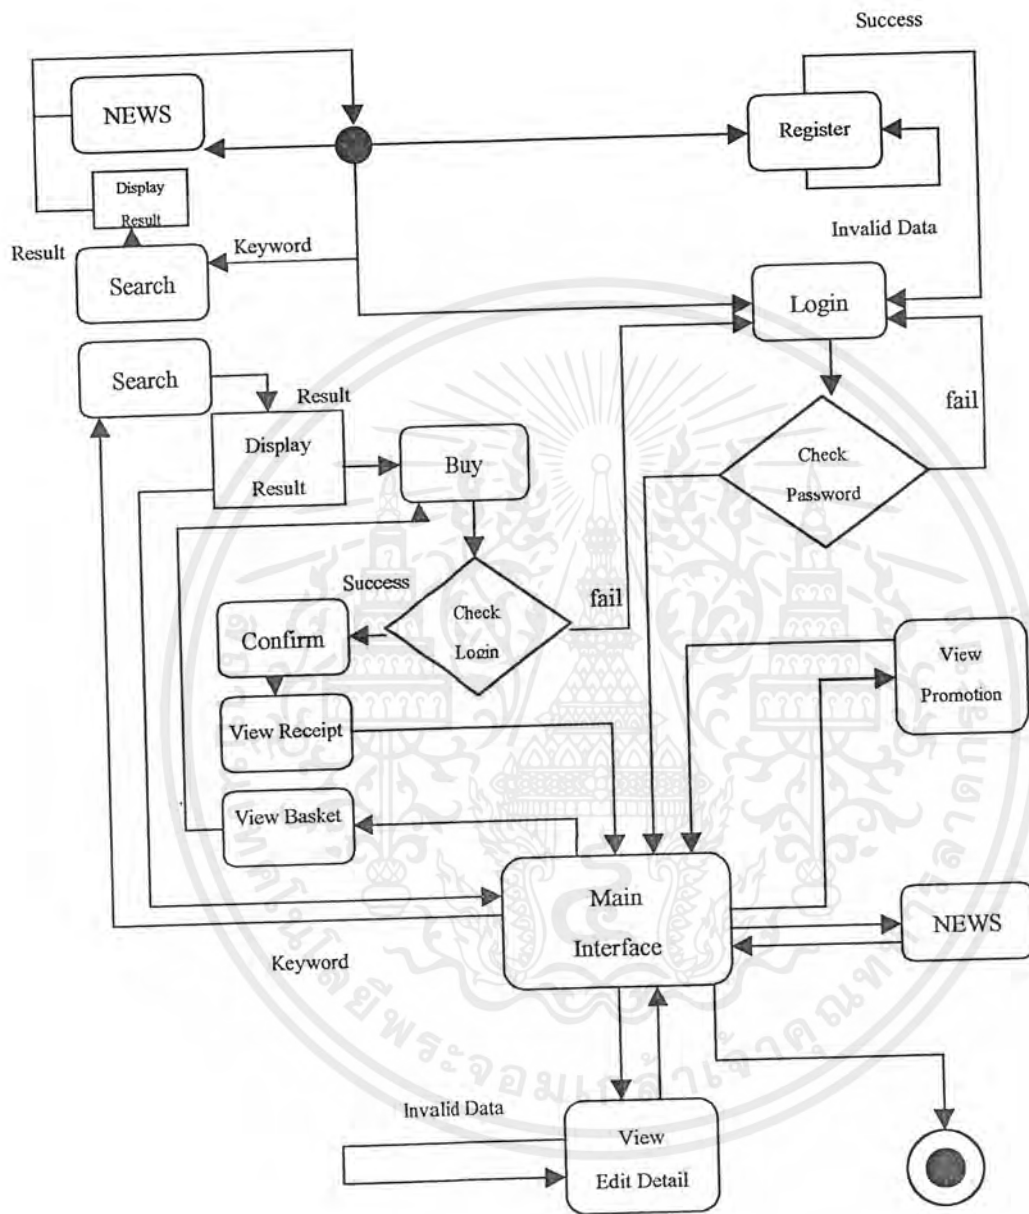 Success
NEWS
Register
Display
Result
Invalid Data
Result
Keyword
Search
Login
Search
Result
fail
Display
Result
Buy
Check
Password
Success
fail
Check
Login
Confirm
View
Promotion
View Receipt
View Basket
Main
Interface
NEWS
Keyword
Invalid Data
View
Edit Detail